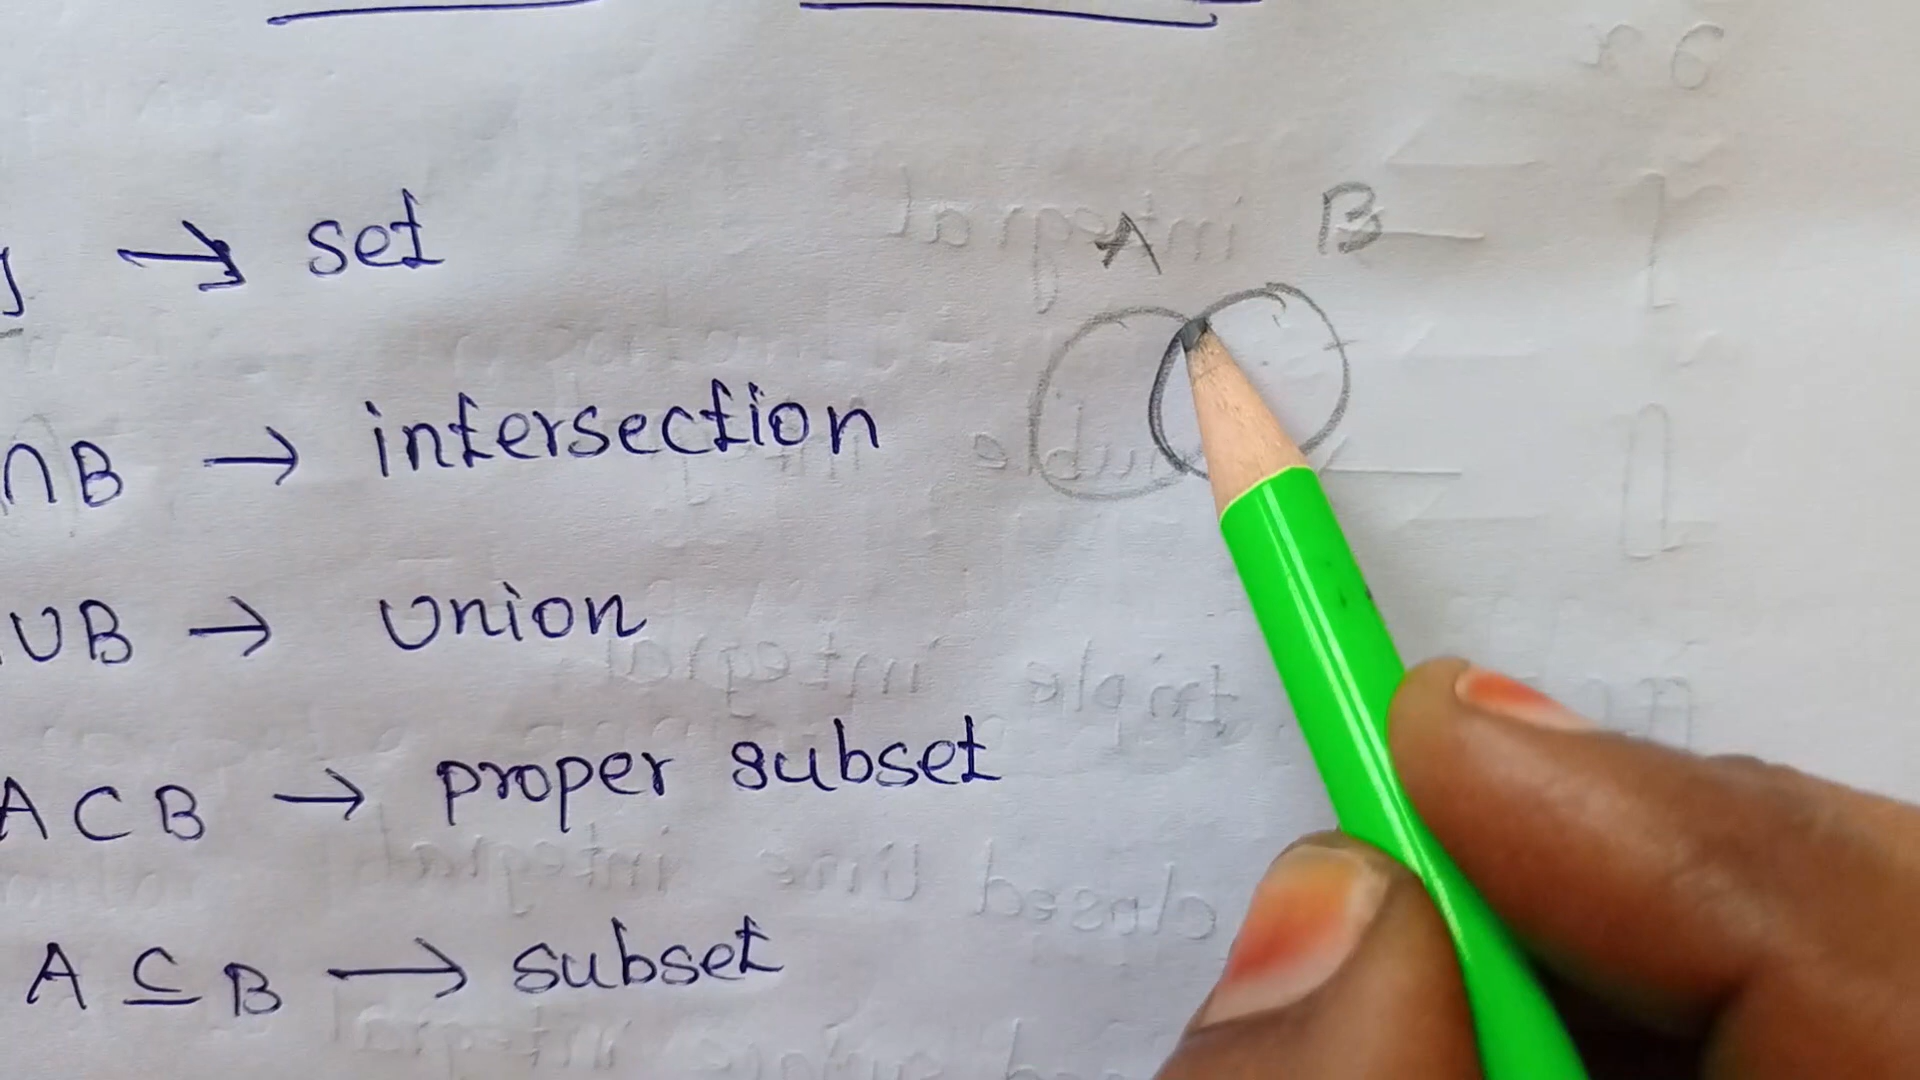 } → set
A B
∩B → intersection
∪B → Union
A ⊂ B → proper subset
A ⊆ B → subset